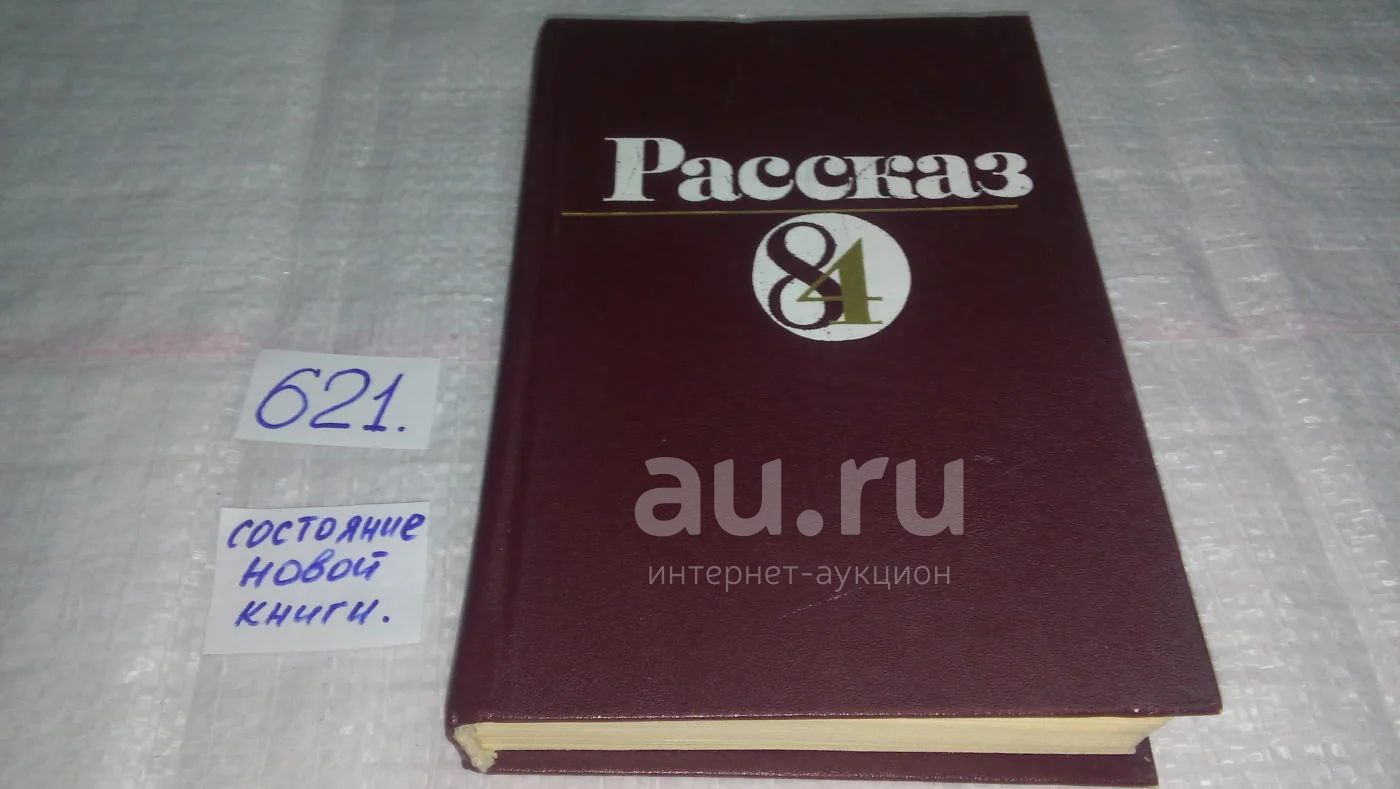 Рассказ
84
621.
состояние
новой
книги.
au.ru
интернет-аукцион